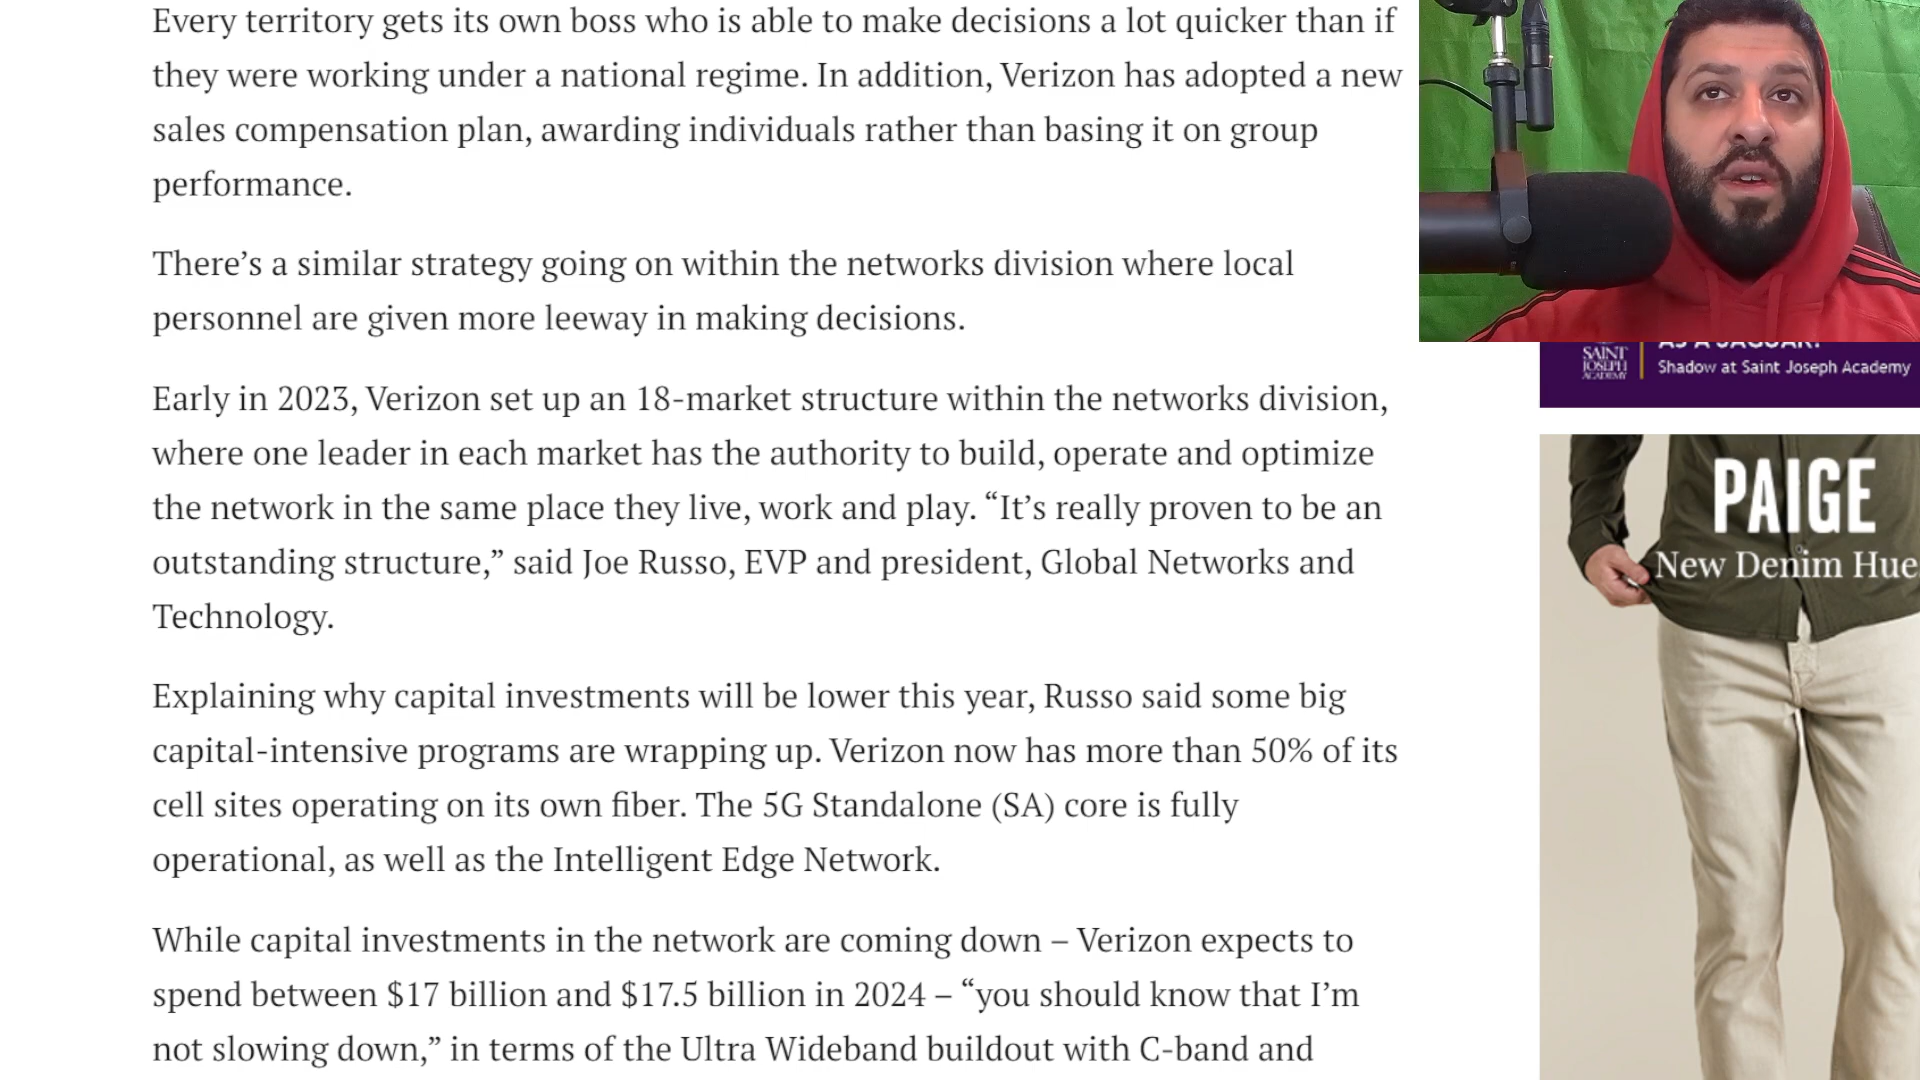 Every territory gets its own boss who is able to make decisions a lot quicker than if
they were working under a national regime. In addition, Verizon has adopted a new
sales compensation plan, awarding individuals rather than basing it on group
performance.
There’s a similar strategy going on within the networks division where local
personnel are given more leeway in making decisions.
Early in 2023, Verizon set up an 18-market structure within the networks division,
where one leader in each market has the authority to build, operate and optimize
the network in the same place they live, work and play. “It’s really proven to be an
outstanding structure,” said Joe Russo, EVP and president, Global Networks and
Technology.
Explaining why capital investments will be lower this year, Russo said some big
capital-intensive programs are wrapping up. Verizon now has more than 50% of its
cell sites operating on its own fiber. The 5G Standalone (SA) core is fully
operational, as well as the Intelligent Edge Network.
While capital investments in the network are coming down – Verizon expects to
spend between $17 billion and $17.5 billion in 2024 – “you should know that I’m
not slowing down,” in terms of the Ultra Wideband buildout with C-band and
AS A JAGUAR!
SAINT
JOSEPH
ACADEMY
Shadow at Saint Joseph Academy
PAIGE
New Denim Hue